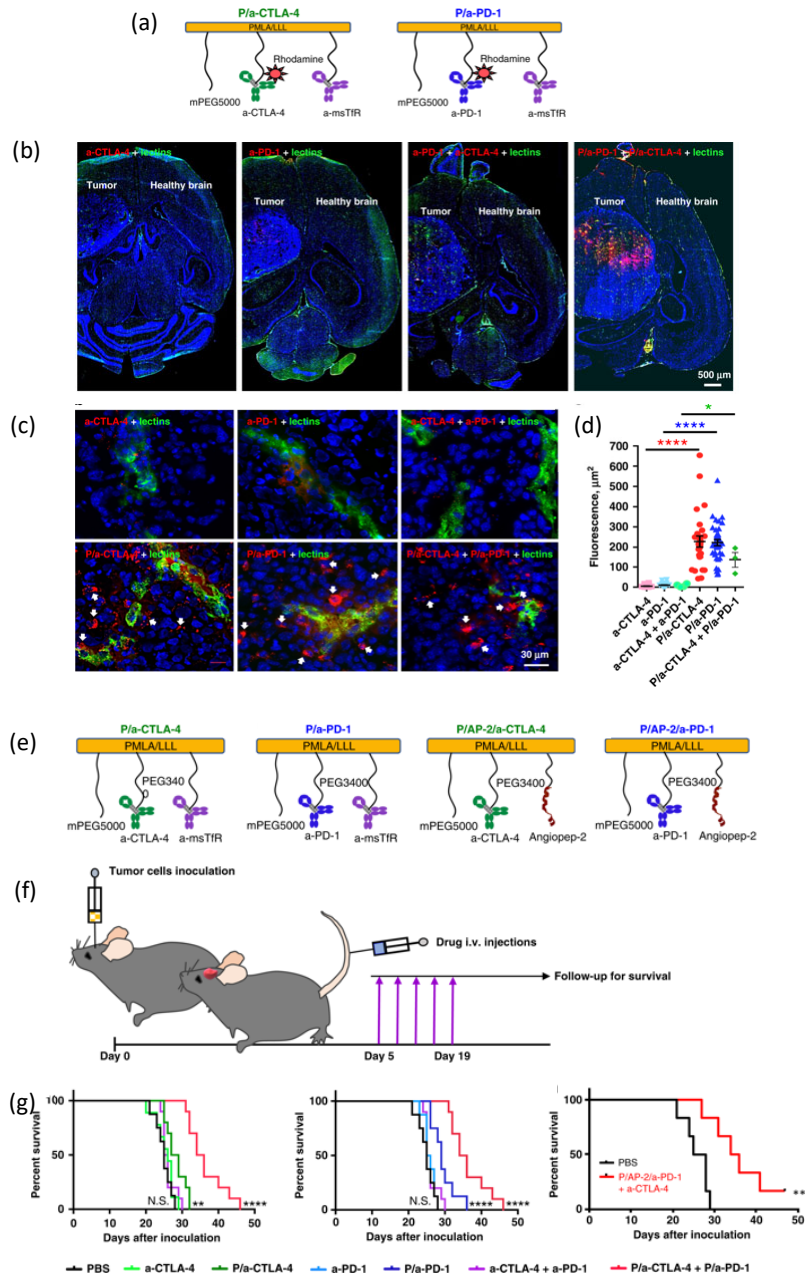 (a)
P/a-CTLA-4
PMLA/LLL
Rhodamine
mPEG5000
a-CTLA-4
a-msTfR
P/a-PD-1
PMLA/LLL
Rhodamine
mPEG5000
a-PD-1
a-msTfR
(b)
a-CTLA-4 + lectins
Tumor
Healthy brain
a-PD-1 + lectins
Tumor
Healthy brain
a-PD-1 + a-CTLA-4 + lectins
Tumor
Healthy brain
P/a-PD-1 + P/a-CTLA-4 + lectins
Tumor
Healthy brain
500 μm
(c)
a-CTLA-4 + lectins
a-PD-1 + lectins
a-CTLA-4 + a-PD-1 + lectins
P/a-CTLA-4 + lectins
P/a-PD-1 + lectins
P/a-CTLA-4 + P/a-PD-1 + lectins
30 μm
(d)
*
****
****
Fluorescence, μm²
700
600
500
400
300
200
100
0
a-CTLA-4
a-PD-1
a-CTLA-4 + a-PD-1
P/a-CTLA-4
P/a-PD-1
P/a-CTLA-4 + P/a-PD-1
(e)
P/a-CTLA-4
PMLA/LLL
PEG340
0
mPEG5000
a-CTLA-4
a-msTfR
P/a-PD-1
PMLA/LLL
PEG3400
mPEG5000
a-PD-1
a-msTfR
P/AP-2/a-CTLA-4
PMLA/LLL
PEG3400
mPEG5000
a-CTLA-4
Angiopep-2
P/AP-2/a-PD-1
PMLA/LLL
PEG3400
mPEG5000
a-PD-1
Angiopep-2
(f)
Tumor cells inoculation
Drug i.v. injections
Follow-up for survival
Day 0
Day 5
Day 19
(g)
Percent survival
100
50
0
N.S.
**
****
0 10 20 30 40 50
Days after inoculation
Percent survival
100
50
0
N.S.
****
****
0 10 20 30 40 50
Days after inoculation
Percent survival
100
50
0
PBS
P/AP-2/a-PD-1
+ a-CTLA-4
**
0 10 20 30 40 50
Days after inoculation
PBS
a-CTLA-4
P/a-CTLA-4
a-PD-1
P/a-PD-1
a-CTLA-4 + a-PD-1
P/a-CTLA-4 + P/a-PD-1